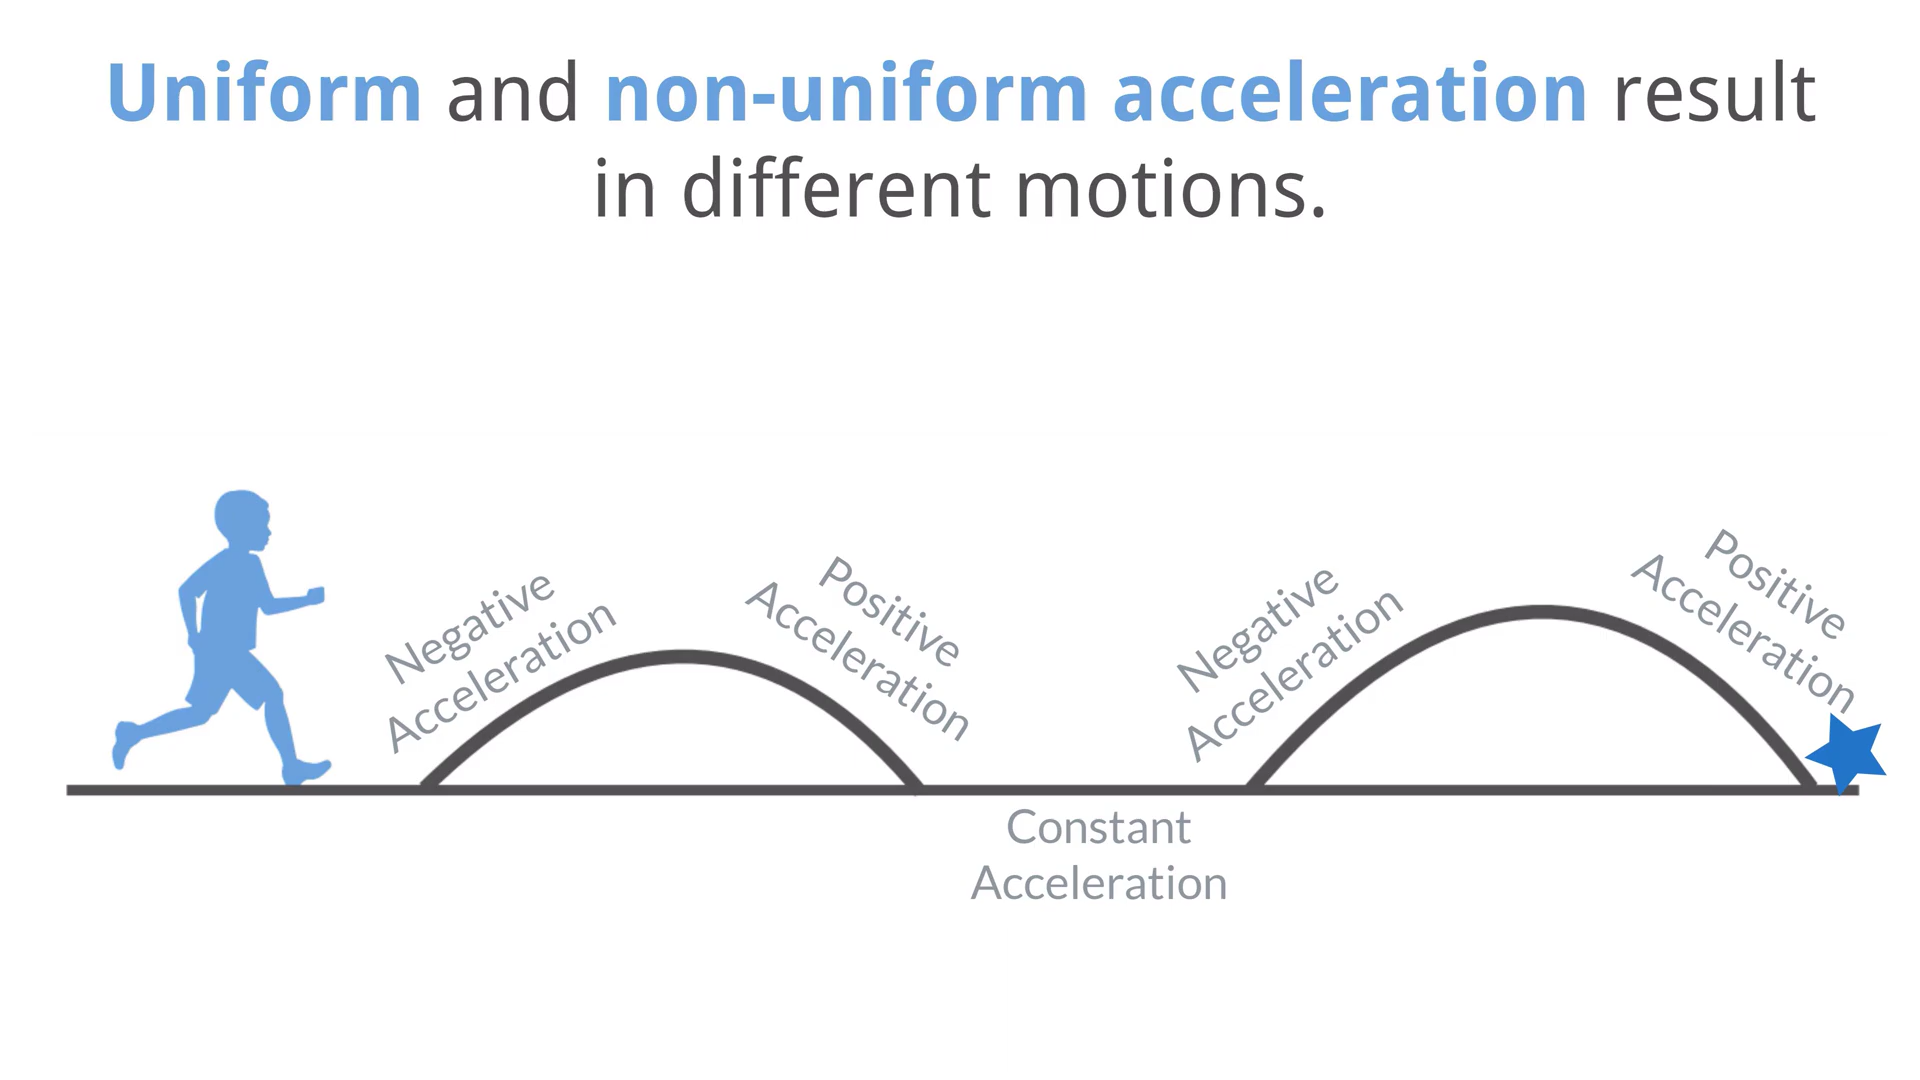 Uniform and non-uniform acceleration result
in different motions.
Negative
Acceleration
Positive
Acceleration
Constant
Acceleration
Negative
Acceleration
Positive
Acceleration